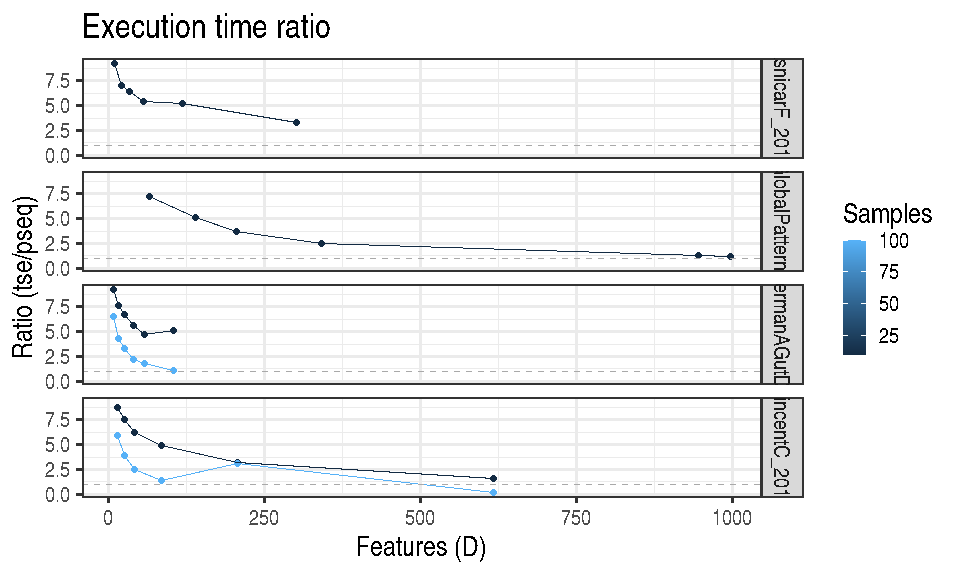 Execution time ratio
Ratio (tse/pseq)
7.5
5.0
2.5
0.0
snicarF_201
7.5
5.0
2.5
0.0
lobalPattern
7.5
5.0
2.5
0.0
ermanAGutD
7.5
5.0
2.5
0.0
incentC_201
0 250 500 750 1000
Features (D)
Samples
100
75
50
25